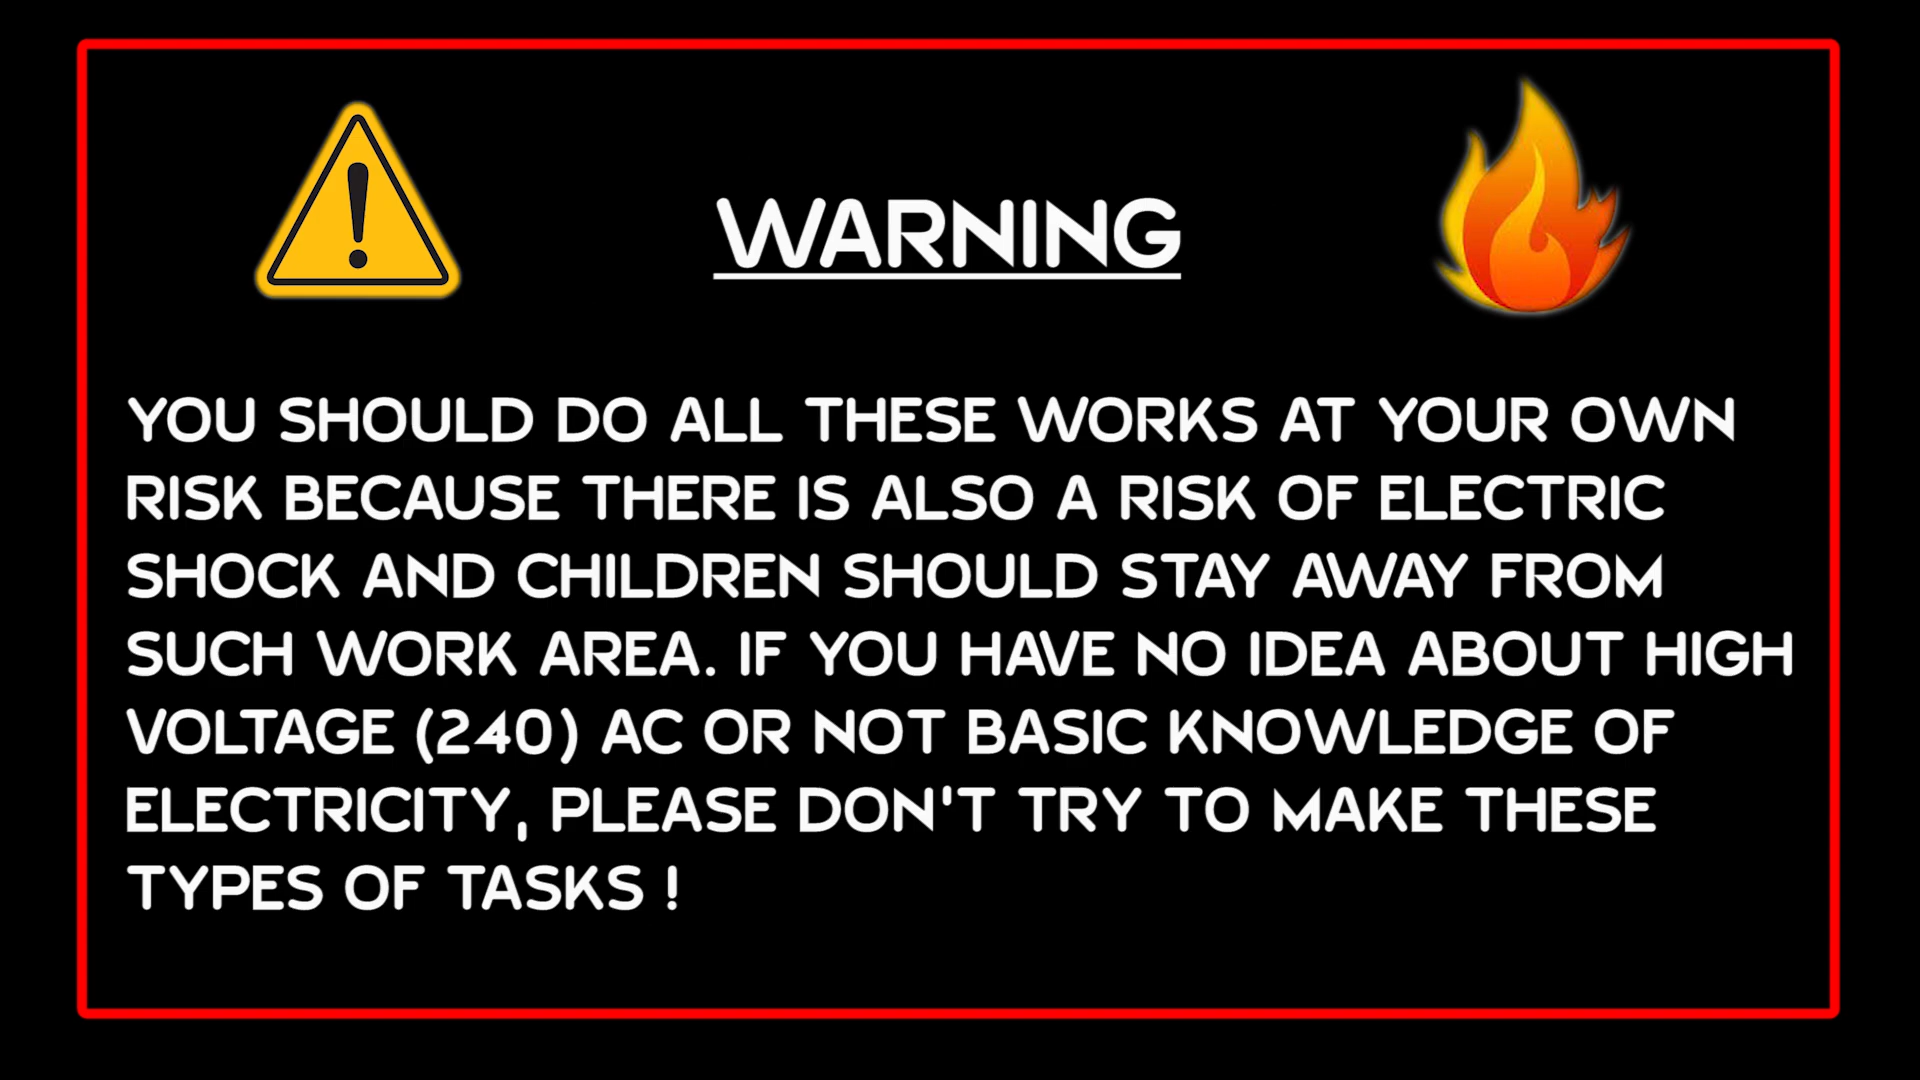 WARNING
YOU SHOULD DO ALL THESE WORKS AT YOUR OWN
RISK BECAUSE THERE IS ALSO A RISK OF ELECTRIC
SHOCK AND CHILDREN SHOULD STAY AWAY FROM
SUCH WORK AREA. IF YOU HAVE NO IDEA ABOUT HIGH
VOLTAGE (240) AC OR NOT BASIC KNOWLEDGE OF
ELECTRICITY, PLEASE DON'T TRY TO MAKE THESE
TYPES OF TASKS !